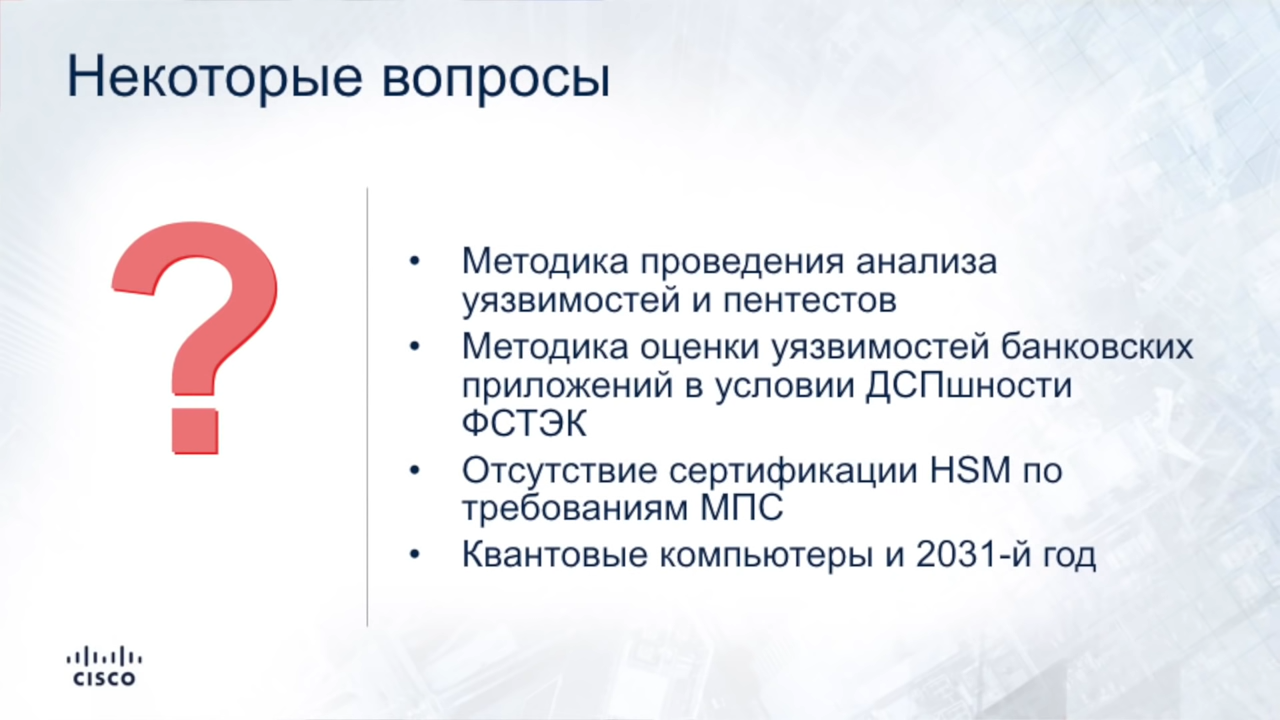 Некоторые вопросы
?
• Методика проведения анализа
уязвимостей и пентестов
• Методика оценки уязвимостей банковских
приложений в условии ДСПшности
ФСТЭК
• Отсутствие сертификации HSM по
требованиям МПС
• Квантовые компьютеры и 2031-й год
CISCO